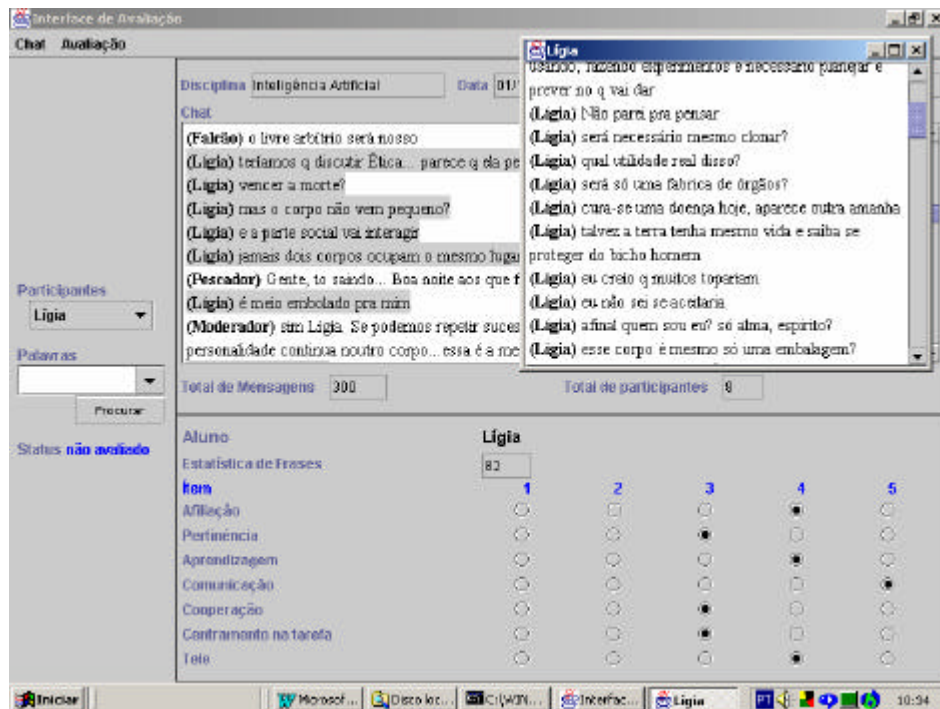 Interface de Avaliação
Chat Avaliação
Disciplina Inteligência Artificial Data 01/
Chat
(Falcão) o livre arbítrio será nosso
(Lígia) teriamos q discutir Ética... parece q ela pe
(Lígia) vencer a morte?
(Lígia) mas o corpo não vem pequeno?
(Lígia) e a parte social vai interagir
(Lígia) jamais dois corpos ocupam o mesmo lugar
(Pescador) Gente, to saindo... Boa noite aos que f
(Lígia) é meio embolado pra mim
(Moderador) sim Ligia. Se podemos repetir suces
personalidade continua noutro corpo... essa é a me
Total de Mensagens 300 Total de participantes
Lígia
usando, fazendo experimentos e necessário planejar e
prever no q vai dar
(Lígia) Não parei pra pensar
(Lígia) será necessário mesmo clonar?
(Lígia) qual utilidade real disso?
(Lígia) será só uma fábrica de órgãos?
(Lígia) cura-se uma doença hoje, aparece outra amanha
(Lígia) talvez a terra tenha mesmo vida e saiba se
proteger do bicho homem
(Lígia) eu creio q muitos topariam
(Lígia) eu não sei se aceitaria
(Lígia) afinal quem sou eu? só alma, espirito?
(Lígia) esse corpo é mesmo só uma embalagem?
Participantes
Lígia
Palavras
Procurar
Status não avaliado
Aluno Lígia
Estatística de Frases 82
Ítem 1 2 3 4 5
Afiliação
Pertinência
Aprendizagem
Comunicação
Cooperação
Centramento na tarefa
Tele
Iniciar Microsof... Disco loc... C:\WIN... Interfac... Lígia PT 10:34